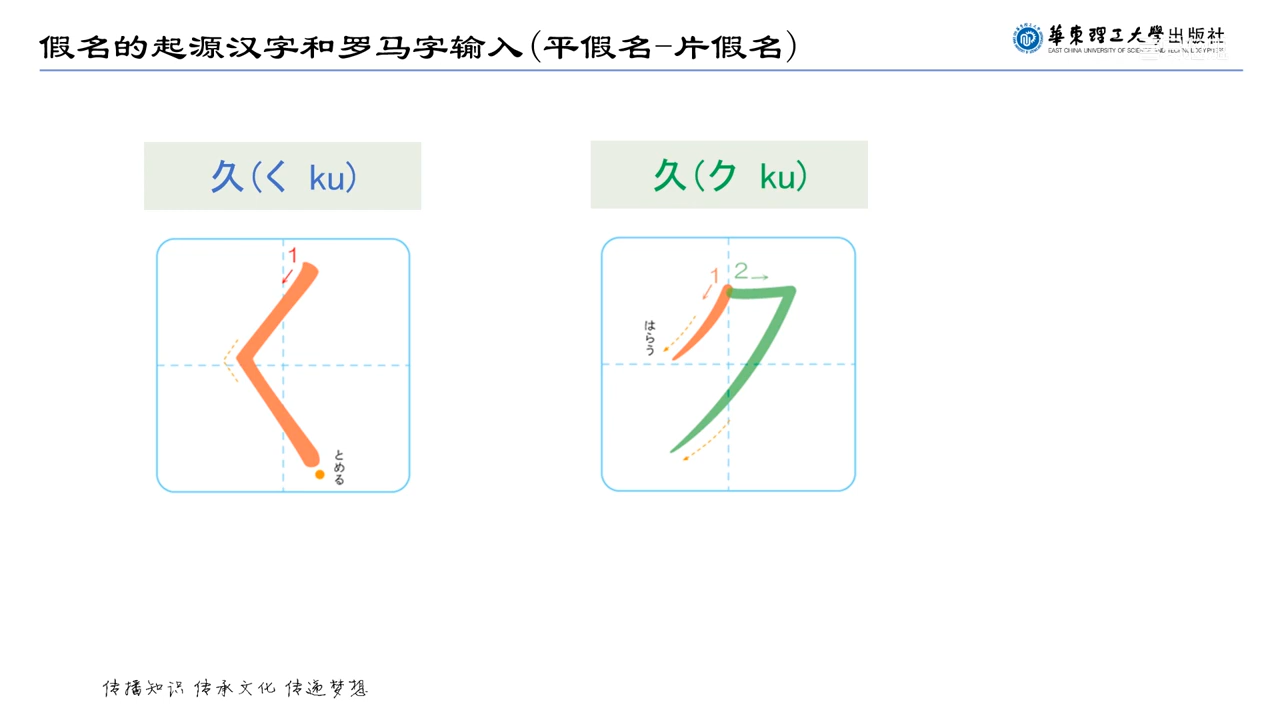 假名的起源汉字和罗马字输入(平假名-片假名)
華東理工大學出版社
EAST CHINA UNIVERSITY OF SCIENCE AND TECHNOLOGY PRESS
久(く ku)
久(ク ku)
1
とめる
1
2
はらう
传播知识 传承文化 传递梦想